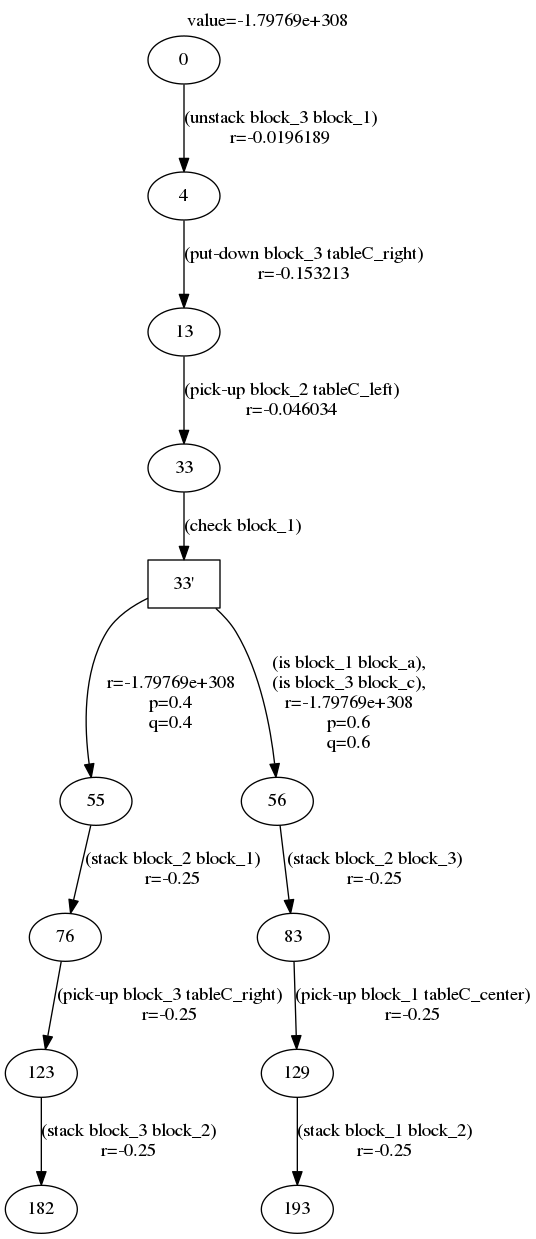 value=-1.79769e+308
0
(unstack block_3 block_1)
r=-0.0196189
4
(put-down block_3 tableC_right)
r=-0.153213
13
(pick-up block_2 tableC_left)
r=-0.046034
33
(check block_1)
33'
r=-1.79769e+308
p=0.4
q=0.4
(is block_1 block_a),
(is block_3 block_c),
r=-1.79769e+308
p=0.6
q=0.6
55
56
(stack block_2 block_1)
r=-0.25
(stack block_2 block_3)
r=-0.25
76
83
(pick-up block_3 tableC_right)
r=-0.25
(pick-up block_1 tableC_center)
r=-0.25
123
129
(stack block_3 block_2)
r=-0.25
(stack block_1 block_2)
r=-0.25
182
193